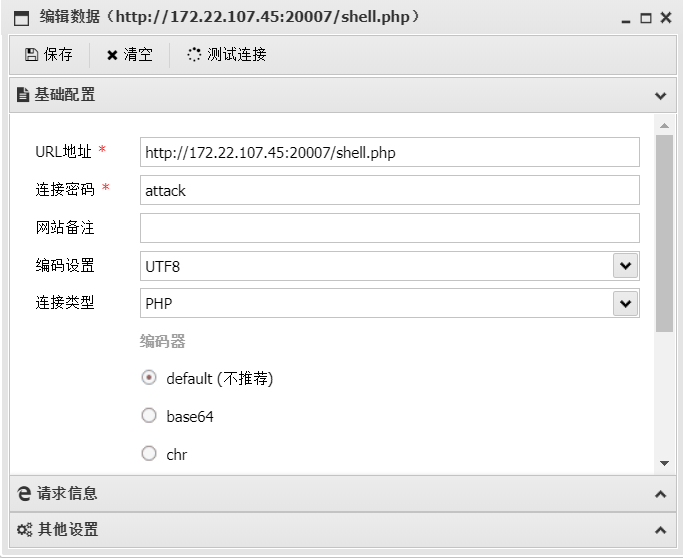 编辑数据（http://172.22.107.45:20007/shell.php）
保存 清空 测试连接
基础配置
URL地址 * http://172.22.107.45:20007/shell.php
连接密码 * attack
网站备注
编码设置 UTF8
连接类型 PHP
编码器
default (不推荐)
base64
chr
请求信息
其他设置